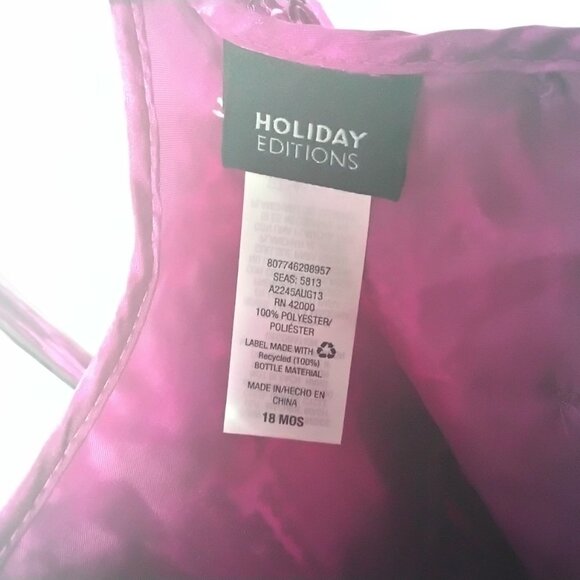 HOLIDAY
EDITIONS
807746298957
SEAS: 5813
A2245AUG13
RN 42000
100% POLYESTER/
POLIÉSTER
LABEL MADE WITH
Recycled (100%)
BOTTLE MATERIAL
MADE IN/HECHO EN
CHINA
18 MOS